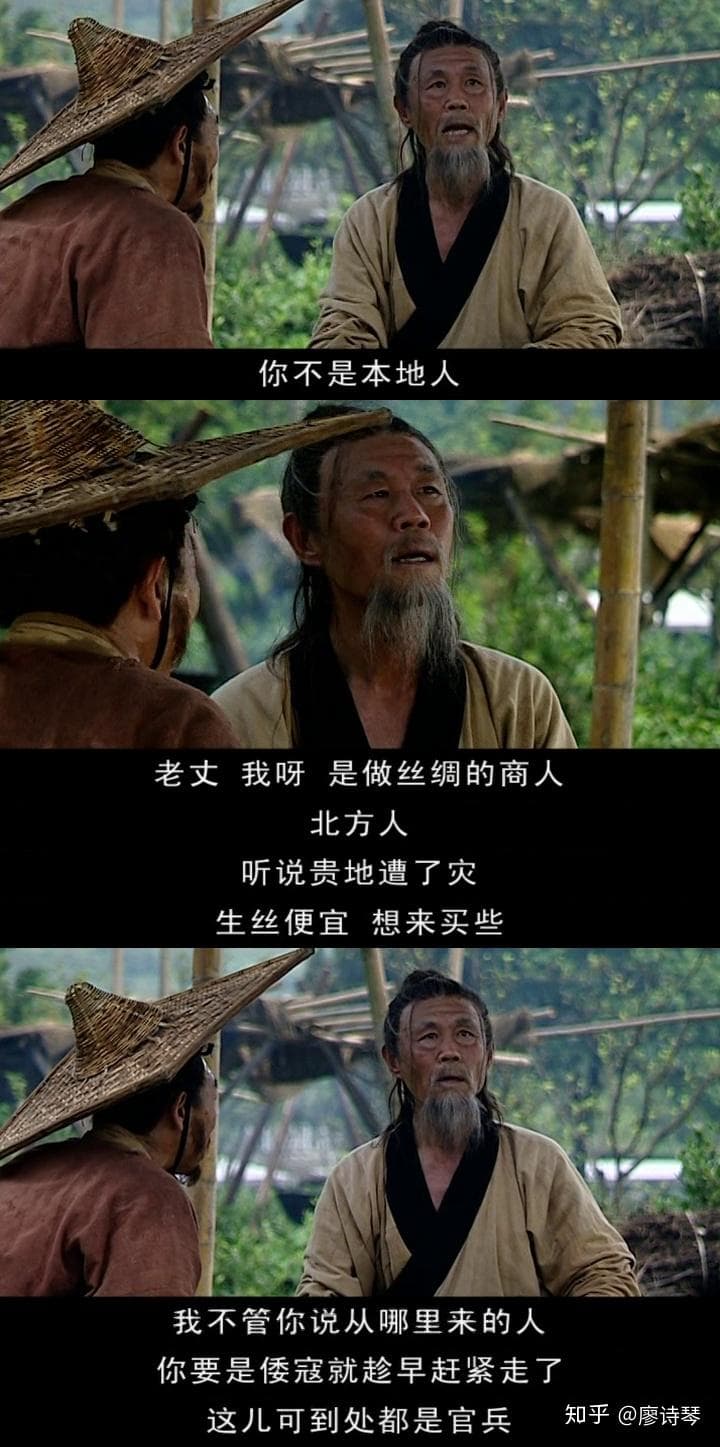 你不是本地人
老丈 我呀 是做丝绸的商人
北方人
听说贵地遭了灾
生丝便宜 想来买些
我不管你说从哪里来的人
你要是倭寇就趁早赶紧走了
这儿可到处都是官兵
知乎 @廖诗琴